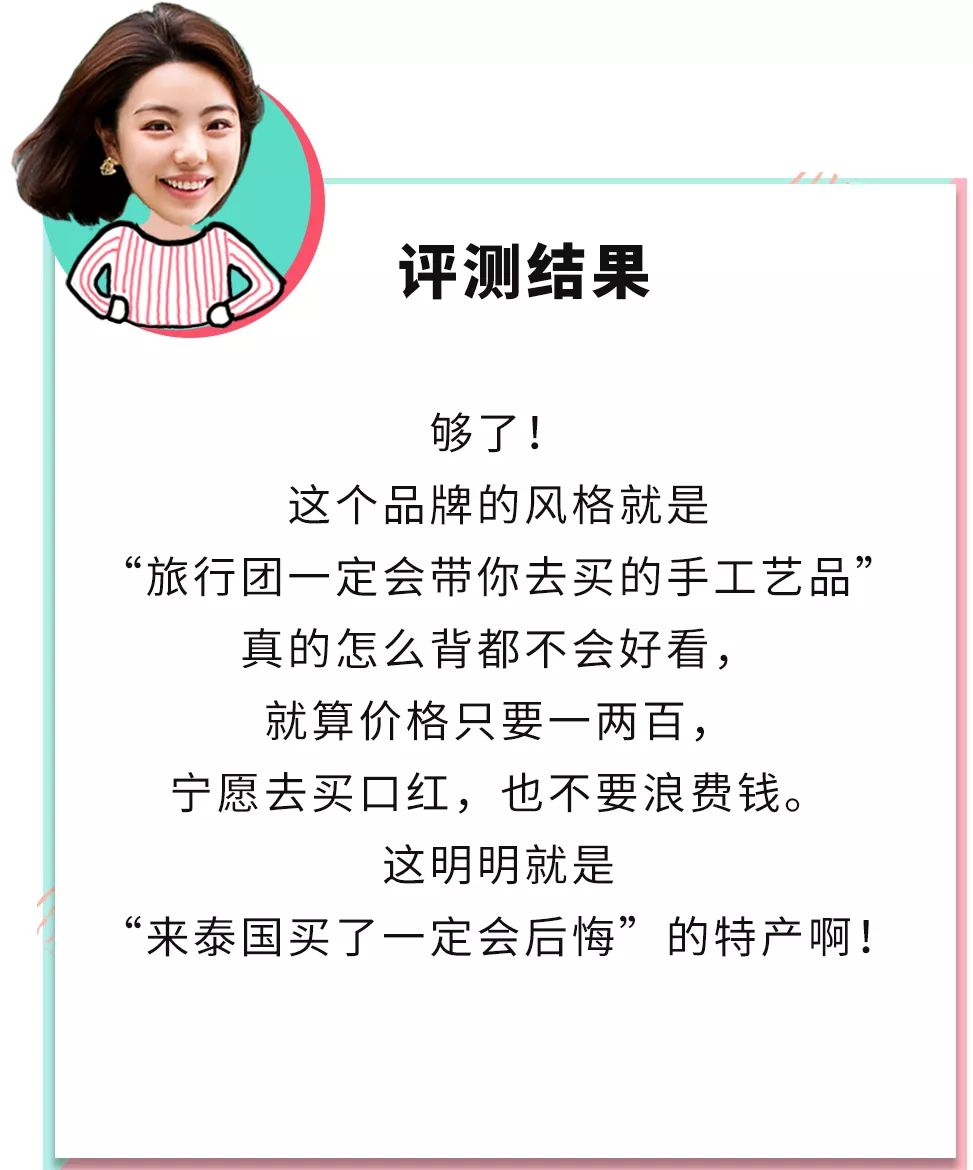 评测结果
够了！
这个品牌的风格就是
“旅行团一定会带你去买的手工艺品”
真的怎么背都不会好看，
就算价格只要一两百，
宁愿去买口红，也不要浪费钱。
这明明就是
“来泰国买了一定会后悔”的特产啊！